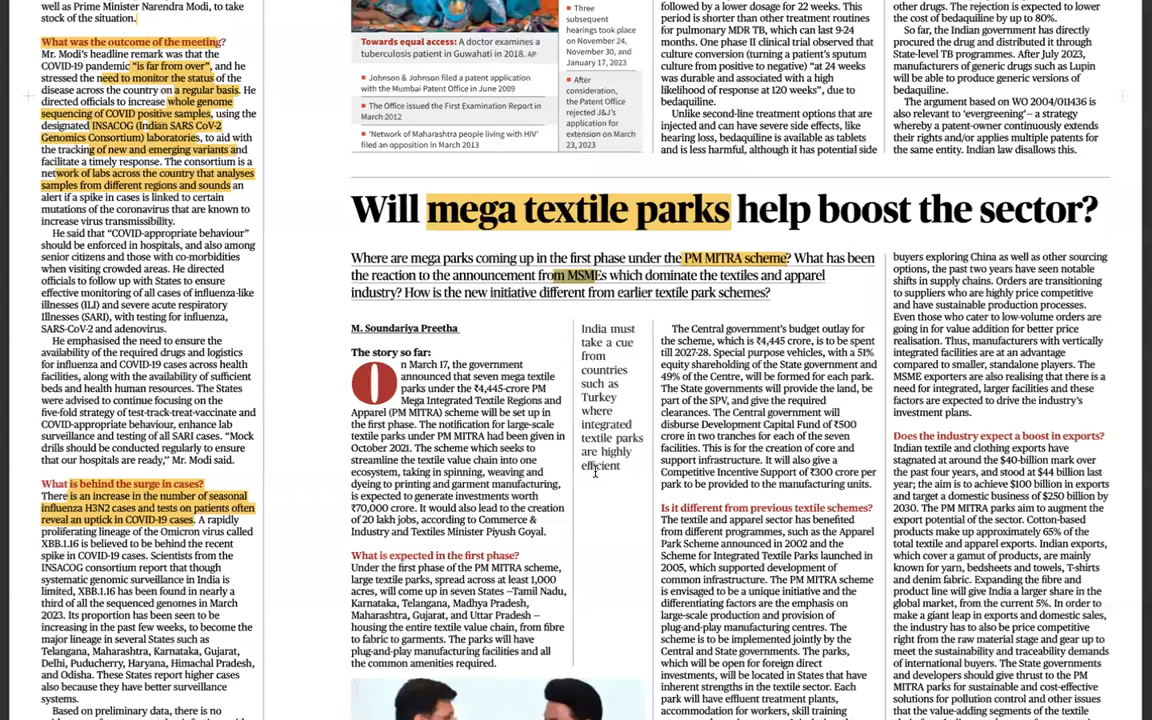 well as Prime Minister Narendra Modi, to take
stock of the situation.
What was the outcome of the meeting?
Mr. Modi's headline remark was that the
COVID-19 pandemic "is far from over", and he
stressed the need to monitor the status of the
disease across the country on a regular basis. He
directed officials to increase whole genome
sequencing of COVID positive samples, using the
designated INSACOG (Indian SARS CoV-2
Genomics Consortium) laboratories, to aid with
the tracking of new and emerging variants and
facilitate a timely response. The consortium is a
network of labs across the country that analyses
samples from different regions and sounds an
alert if a spike in cases is linked to certain
mutations of the coronavirus that are known to
increase virus transmissibility.
He said that "COVID-appropriate behaviour"
should be enforced in hospitals, and also among
senior citizens and those with co-morbidities
when visiting crowded areas. He directed
officials to follow up with States to ensure
effective monitoring of all cases of influenza-like
illnesses (ILI) and severe acute respiratory
Illnesses (SARI), with testing for influenza,
SARS-CoV-2 and adenovirus.
He emphasised the need to ensure the
availability of the required drugs and logistics
for influenza and COVID-19 cases across health
facilities, along with the availability of sufficient
beds and health human resources. The States
were advised to continue focusing on the
five-fold strategy of test-track-treat-vaccinate and
COVID-appropriate behaviour, enhance lab
surveillance and testing of all SARI cases. "Mock
drills should be conducted regularly to ensure
that our hospitals are ready," Mr. Modi said.
What is behind the surge in cases?
There is an increase in the number of seasonal
influenza H3N2 cases and tests on patients often
reveal an uptick in COVID-19 cases. A rapidly
proliferating lineage of the Omicron virus called
XBB.1.16 is believed to be behind the recent
spike in COVID-19 cases. Scientists from the
INSACOG consortium report that though
systematic genomic surveillance in India is
limited, XBB.1.16 has been found in nearly a
third of all the sequenced genomes in March
2023. Its proportion has been seen to be
increasing in the past few weeks, to become the
major lineage in several States such as
Telangana, Maharashtra, Karnataka, Gujarat,
Delhi, Puducherry, Haryana, Himachal Pradesh,
and Odisha. These States report higher cases
also because they have better surveillance
systems.
Based on preliminary data, there is no
Towards equal access: A doctor examines a
tuberculosis patient in Guwahati in 2018. AP
Johnson & Johnson filed a patent application
with the Mumbai Patent Office in June 2009
The Office issued the First Examination Report in
March 2012
'Network of Maharashtra people living with HIV'
filed an opposition in March 2013
Three
subsequent
hearings took place
on November 24,
November 30, and
January 17, 2023
After
consideration,
the Patent Office
rejected J&J's
application for
extension on March
23, 2023
followed by a lower dosage for 22 weeks. This
period is shorter than other treatment routines
for pulmonary MDR TB, which can last 9-24
months. One phase II clinical trial observed that
culture conversion (turning a patient's sputum
culture from positive to negative) "at 24 weeks
was durable and associated with a high
likelihood of response at 120 weeks", due to
bedaquiline.
Unlike second-line treatment options that are
injected and can have severe side effects, like
hearing loss, bedaquiline is available as tablets
and is less harmful, although it has potential side
other drugs. The rejection is expected to lower
the cost of bedaquiline by up to 80%.
So far, the Indian government has directly
procured the drug and distributed it through
State-level TB programmes. After July 2023,
manufacturers of generic drugs such as Lupin
will be able to produce generic versions of
bedaquiline.
The argument based on WO 2004/011436 is
also relevant to 'evergreening' – a strategy
whereby a patent-owner continuously extends
their rights and/or applies multiple patents for
the same entity. Indian law disallows this.
Will mega textile parks help boost the sector?
Where are mega parks coming up in the first phase under the PM MITRA scheme? What has been
the reaction to the announcement from MSMEs which dominate the textiles and apparel
industry? How is the new initiative different from earlier textile park schemes?
M. Soundariya Preetha
The story so far:
On March 17, the government
announced that seven mega textile
parks under the ₹4,445-crore PM
Mega Integrated Textile Regions and
Apparel (PM MITRA) scheme will be set up in
the first phase. The notification for large-scale
textile parks under PM MITRA had been given in
October 2021. The scheme which seeks to
streamline the textile value chain into one
ecosystem, taking in spinning, weaving and
dyeing to printing and garment manufacturing,
is expected to generate investments worth
₹70,000 crore. It would also lead to the creation
of 20 lakh jobs, according to Commerce &
Industry and Textiles Minister Piyush Goyal.
What is expected in the first phase?
Under the first phase of the PM MITRA scheme,
large textile parks, spread across at least 1,000
acres, will come up in seven States –Tamil Nadu,
Karnataka, Telangana, Madhya Pradesh,
Maharashtra, Gujarat, and Uttar Pradesh –
housing the entire textile value chain, from fibre
to fabric to garments. The parks will have
plug-and-play manufacturing facilities and all
the common amenities required.
India must
take a cue
from
countries
such as
Turkey
where
integrated
textile parks
are highly
efficient
The Central government's budget outlay for
the scheme, which is ₹4,445 crore, is to be spent
till 2027-28. Special purpose vehicles, with a 51%
equity shareholding of the State government and
49% of the Centre, will be formed for each park.
The State governments will provide the land, be
part of the SPV, and give the required
clearances. The Central government will
disburse Development Capital Fund of ₹500
crore in two tranches for each of the seven
facilities. This is for the creation of core and
support infrastructure. It will also give a
Competitive Incentive Support of ₹300 crore per
park to be provided to the manufacturing units.
Is it different from previous textile schemes?
The textile and apparel sector has benefited
from different programmes, such as the Apparel
Park Scheme announced in 2002 and the
Scheme for Integrated Textile Parks launched in
2005, which supported development of
common infrastructure. The PM MITRA scheme
is envisaged to be a unique initiative and the
differentiating factors are the emphasis on
large-scale production and provision of
plug-and-play manufacturing centres. The
scheme is to be implemented jointly by the
Central and State governments. The parks,
which will be open for foreign direct
investments, will be located in States that have
inherent strengths in the textile sector. Each
park will have effluent treatment plants,
accommodation for workers, skill training
buyers exploring China as well as other sourcing
options, the past two years have seen notable
shifts in supply chains. Orders are transitioning
to suppliers who are highly price competitive
and have sustainable production processes.
Even those who cater to low-volume orders are
going in for value addition for better price
realisation. Thus, manufacturers with vertically
integrated facilities are at an advantage
compared to smaller, standalone players. The
MSME exporters are also realising that there is a
need for integrated, larger facilities and these
factors are expected to drive the industry's
investment plans.
Does the industry expect a boost in exports?
Indian textile and clothing exports have
stagnated at around the $40-billion mark over
the past four years, and stood at $44 billion last
year; the aim is to achieve $100 billion in exports
and target a domestic business of $250 billion by
2030. The PM MITRA parks aim to augment the
export potential of the sector. Cotton-based
products make up approximately 65% of the
total textile and apparel exports. Indian exports,
which cover a gamut of products, are mainly
known for yarn, bedsheets and towels, T-shirts
and denim fabric. Expanding the fibre and
product line will give India a larger share in the
global market, from the current 5%. In order to
make a giant leap in exports and domestic sales,
the industry has to also be price competitive
right from the raw material stage and gear up to
meet the sustainability and traceability demands
of international buyers. The State governments
and developers should give thrust to the PM
MITRA parks for sustainable and cost-effective
solutions for pollution control and other issues
that the value-adding segments of the textile